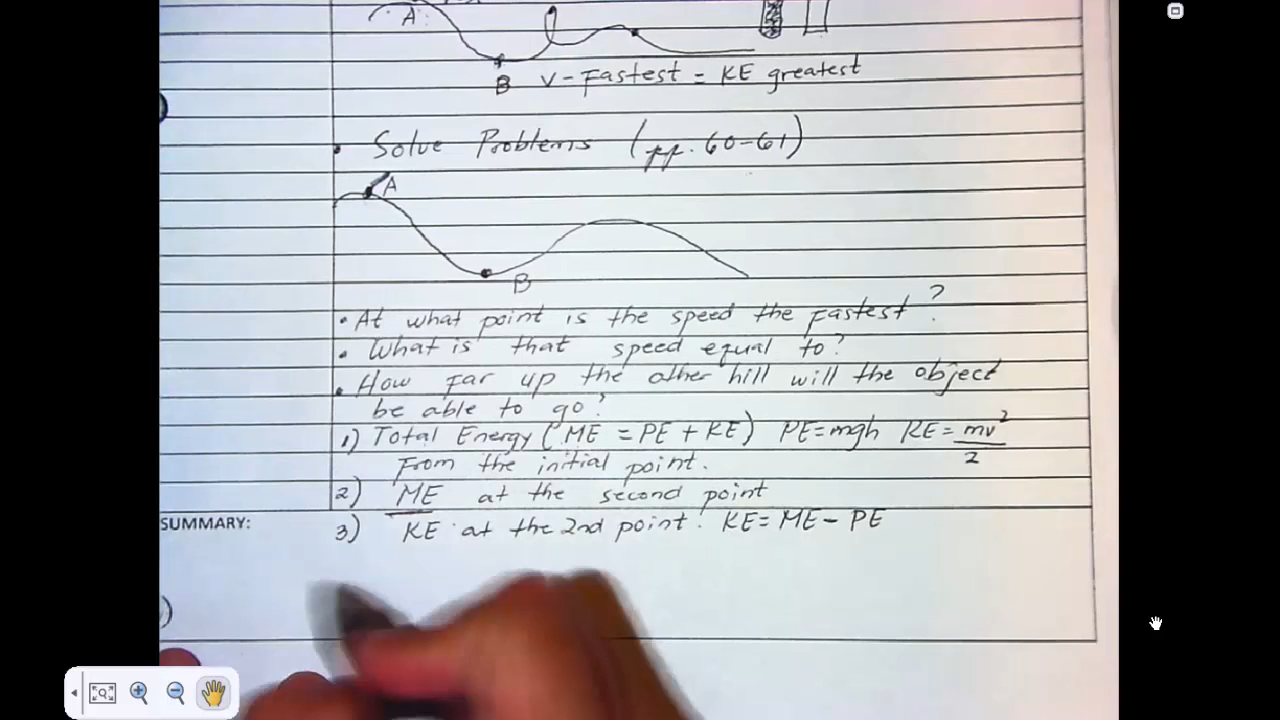 A
B V-Fastest = KE greatest
• Solve Problems (pp. 60-61)
A
B
• At what point is the speed the fastest?
• What is that speed equal to?
• How far up the other hill will the object
be able to go?
1) Total Energy (ME = PE + KE) PE=mgh KE = mv²/2
From the initial point.
2) ME at the second point
SUMMARY:
3) KE at the 2nd point. KE = ME - PE